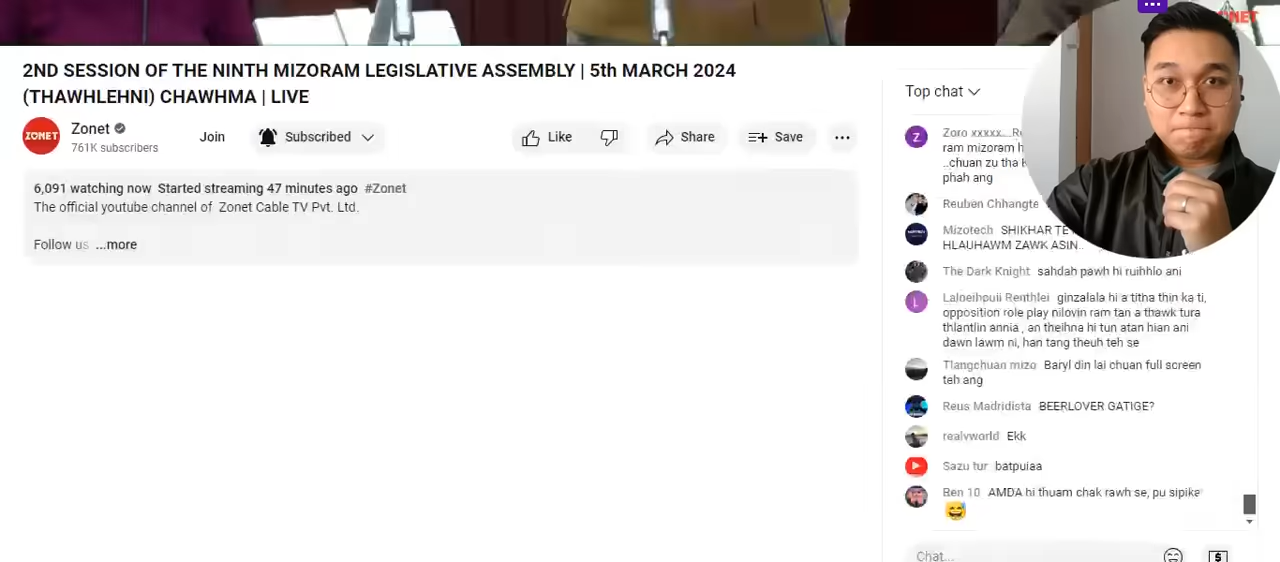 2ND SESSION OF THE NINTH MIZORAM LEGISLATIVE ASSEMBLY | 5th MARCH 2024
(THAWHLEHNI) CHAWHMA | LIVE
ZONET
Zonet
761K subscribers
Join
Subscribed
Like
Share
Save
6,091 watching now Started streaming 47 minutes ago #Zonet
The official youtube channel of Zonet Cable TV Pvt. Ltd.
Follow us ...more
Top chat
Z
Zoro xxxxx
ram mizoram
..chuan zu tha
phah ang
Reuben Chhangte
Mizotech SHIKHAR
HLAUHAWM ZAWK ASIN..
The Dark Knight sahdah pawh hi ruihhlo ani
L
Lalneihpuii Renthlei ginzalala hi a titha thin ka ti,
opposition role play nilovin ram tan a thawk tura
thlantlin annia , an theihna hi tun atan hian ani
dawn lawm ni, han tang theuh teh se
Tlangchuan mizo Baryl din lai chuan full screen
teh ang
Reus Madridista BEERLOVER GATIGE?
realvworld Ekk
Sazu tur batpuiaa
Ren 10 AMDA hi thuam chak rawh se, pu sipike
Chat...